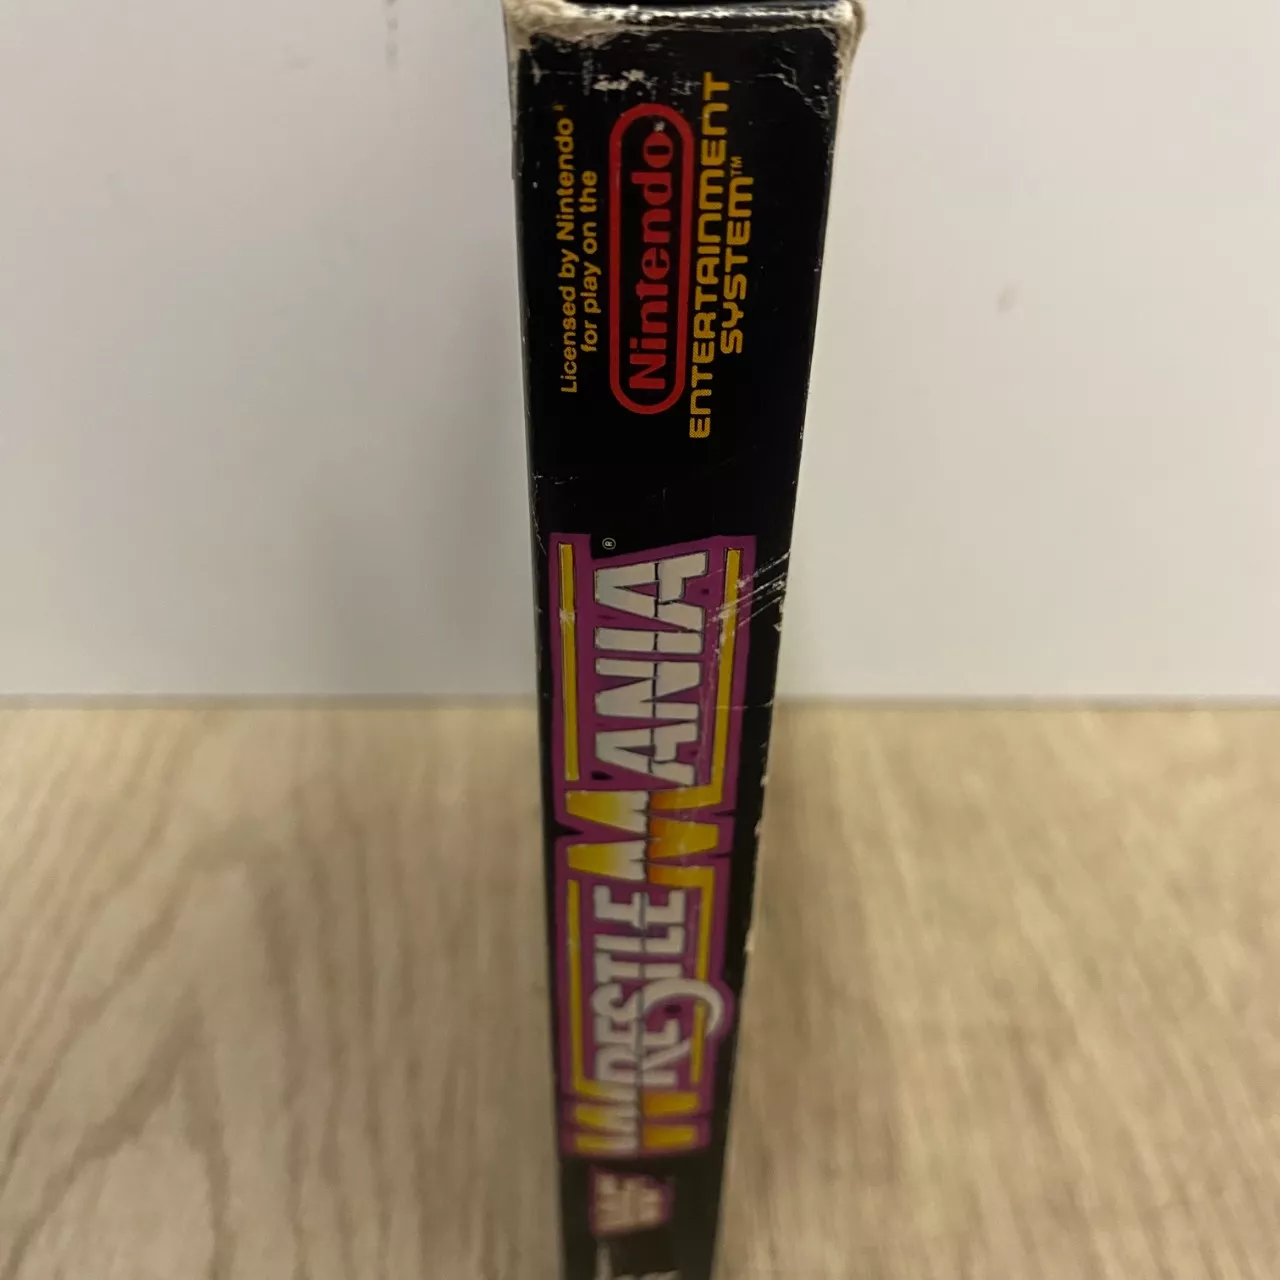 Licensed by Nintendo
for play on the
Nintendo®
ENTERTAINMENT
SYSTEM™
WRESTLEMANIA®